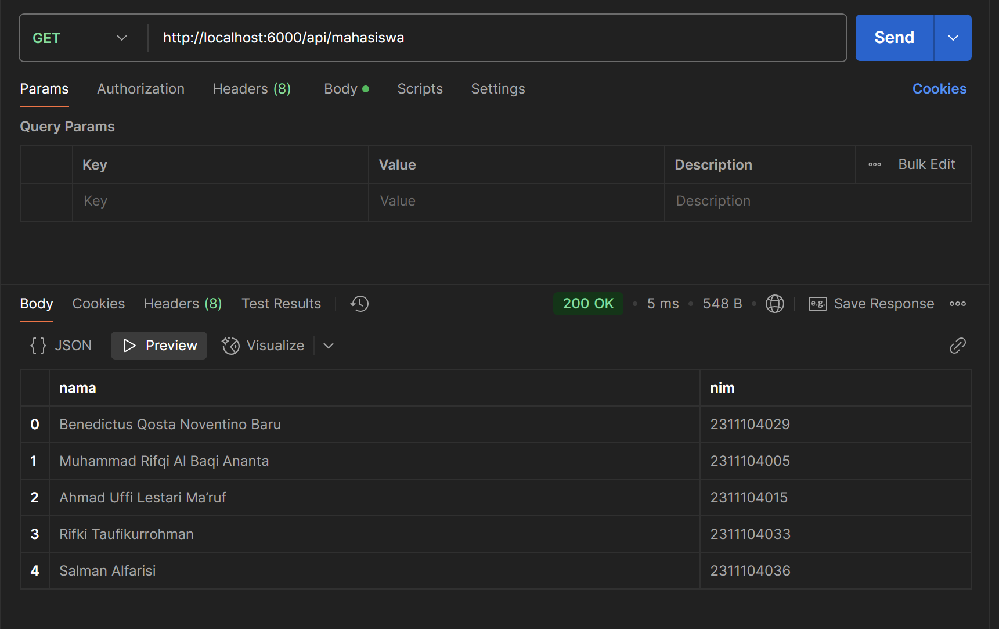 GET http://localhost:6000/api/mahasiswa Send
Params Authorization Headers (8) Body Scripts Settings Cookies
Query Params
Key Value Description Bulk Edit
Key Value Description
Body Cookies Headers (8) Test Results 200 OK 5 ms 548 B e.g. Save Response
{} JSON Preview Visualize
nama nim
0 Benedictus Qosta Noventino Baru 2311104029
1 Muhammad Rifqi Al Baqi Ananta 2311104005
2 Ahmad Uffi Lestari Ma’ruf 2311104015
3 Rifki Taufikurrohman 2311104033
4 Salman Alfarisi 2311104036